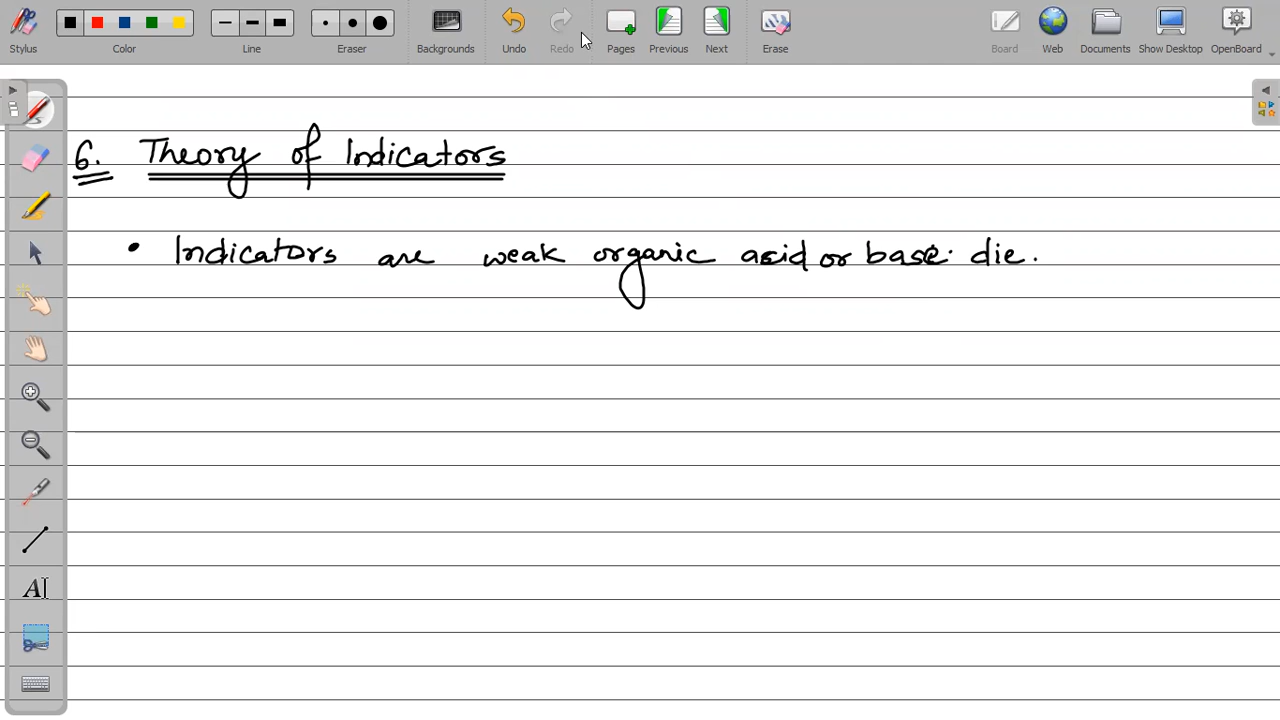 Stylus
Color
Line
Eraser
Backgrounds
Undo
Redo
Pages
Previous
Next
Erase
Board
Web
Documents
Show Desktop
OpenBoard
6. Theory of Indicators
• Indicators are weak organic acid or base die.
AI